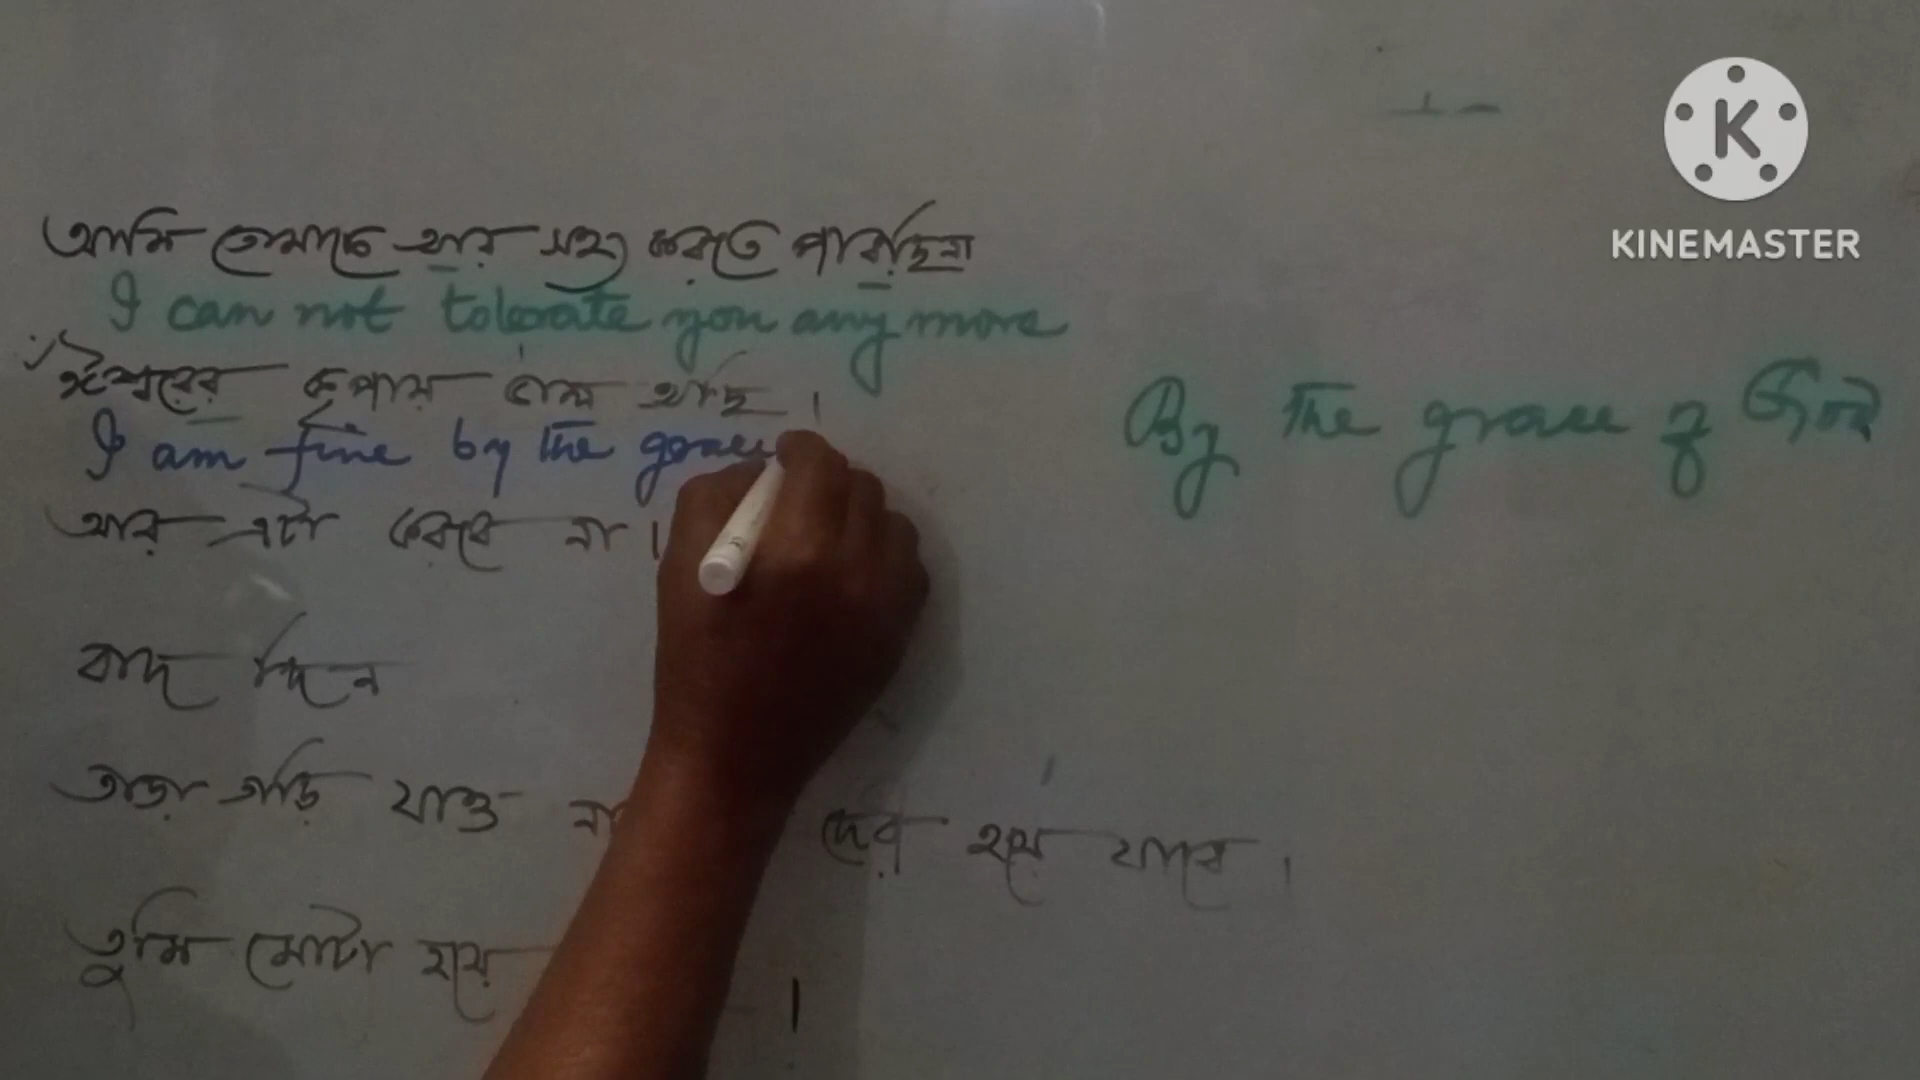 KINEMASTER
আমি তোমাকে আর সহ্য করতে পারছিনা
I can not tolerate you any more
ঈশ্বরের কৃপায় ভাল আছি।
By the grace of God
I am fine by the grace
আর এটা করবে না।
বাদ দিন
তাড়া তাড়ি যাও না দেরি হয়ে যাবে।
তুমি মোটা হয়ে